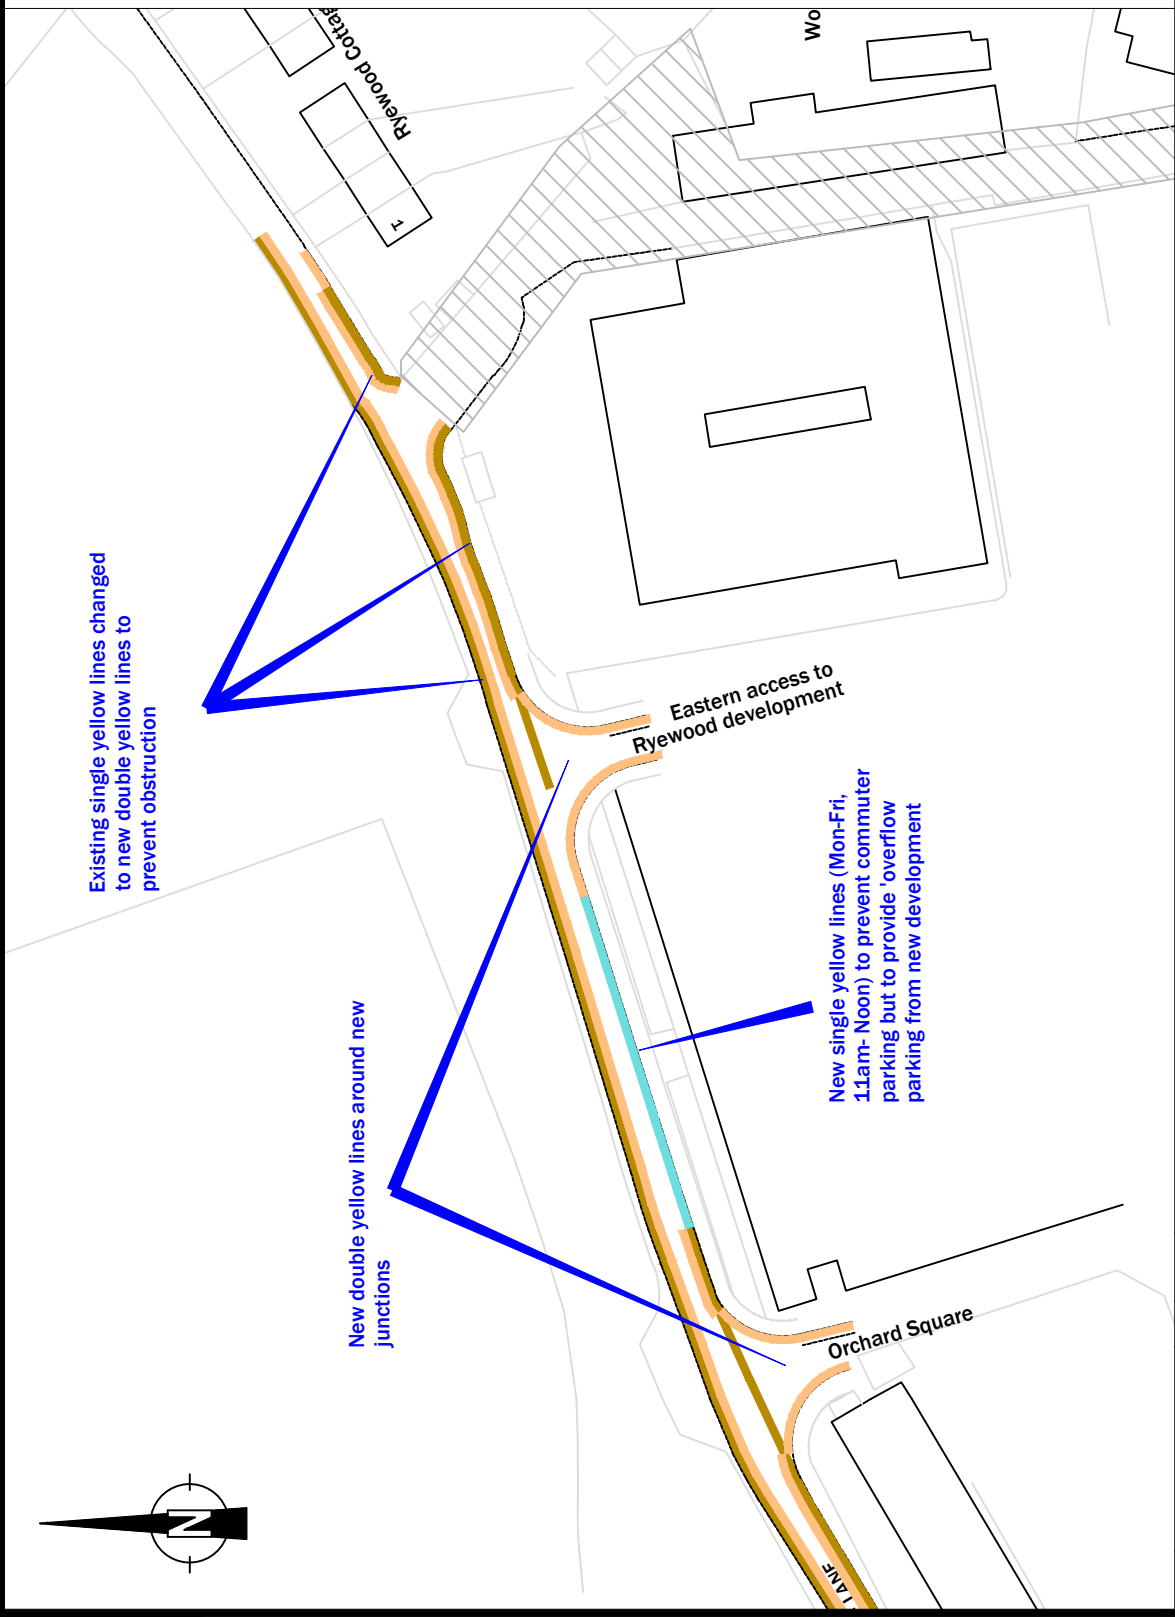 Ryewood Cottag
1
Wo
Existing single yellow lines changed
to new double yellow lines to
prevent obstruction
Eastern access to
Ryewood development
New single yellow lines (Mon-Fri,
11am- Noon) to prevent commuter
parking but to provide 'overflow
parking from new development
New double yellow lines around new
junctions
Orchard Square
N
LANE